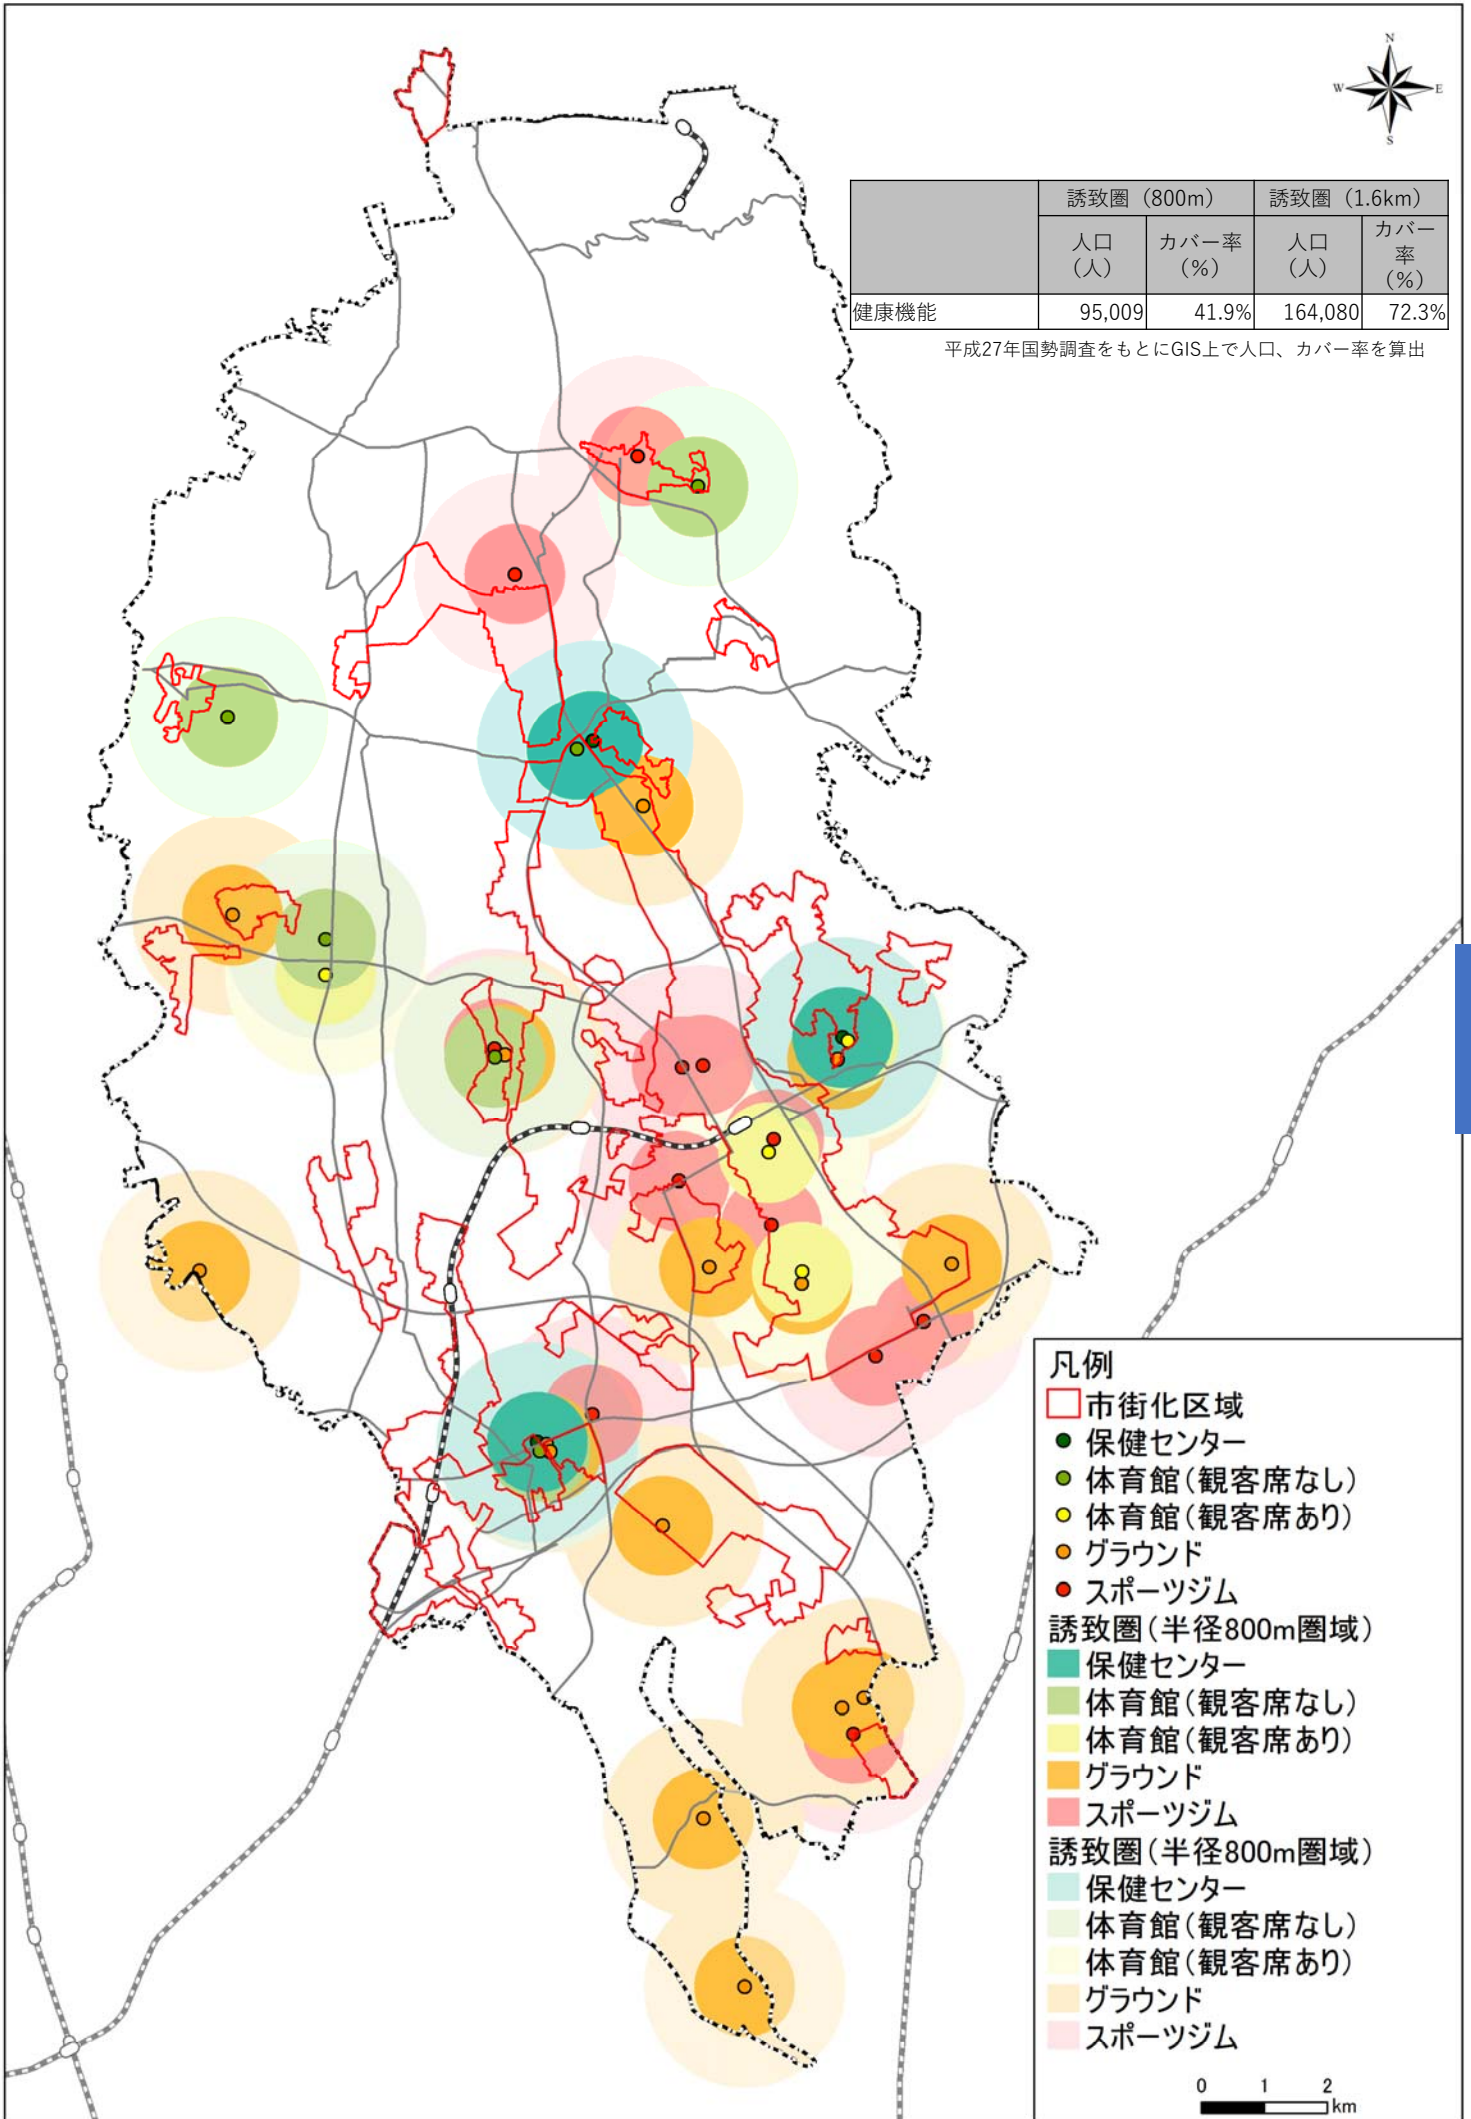 N
W E
S
誘致圏（800m） 誘致圏（1.6km）
人口 カバー率 人口 カバー
（人） （％） （人） 率
（％）
健康機能 95,009 41.9% 164,080 72.3%
平成27年国勢調査をもとにGIS上で人口、カバー率を算出
凡例
市街化区域
保健センター
体育館（観客席なし）
体育館（観客席あり）
グラウンド
スポーツジム
誘致圏（半径800m圏域）
保健センター
体育館（観客席なし）
体育館（観客席あり）
グラウンド
スポーツジム
誘致圏（半径800m圏域）
保健センター
体育館（観客席なし）
体育館（観客席あり）
グラウンド
スポーツジム
0 1 2
km